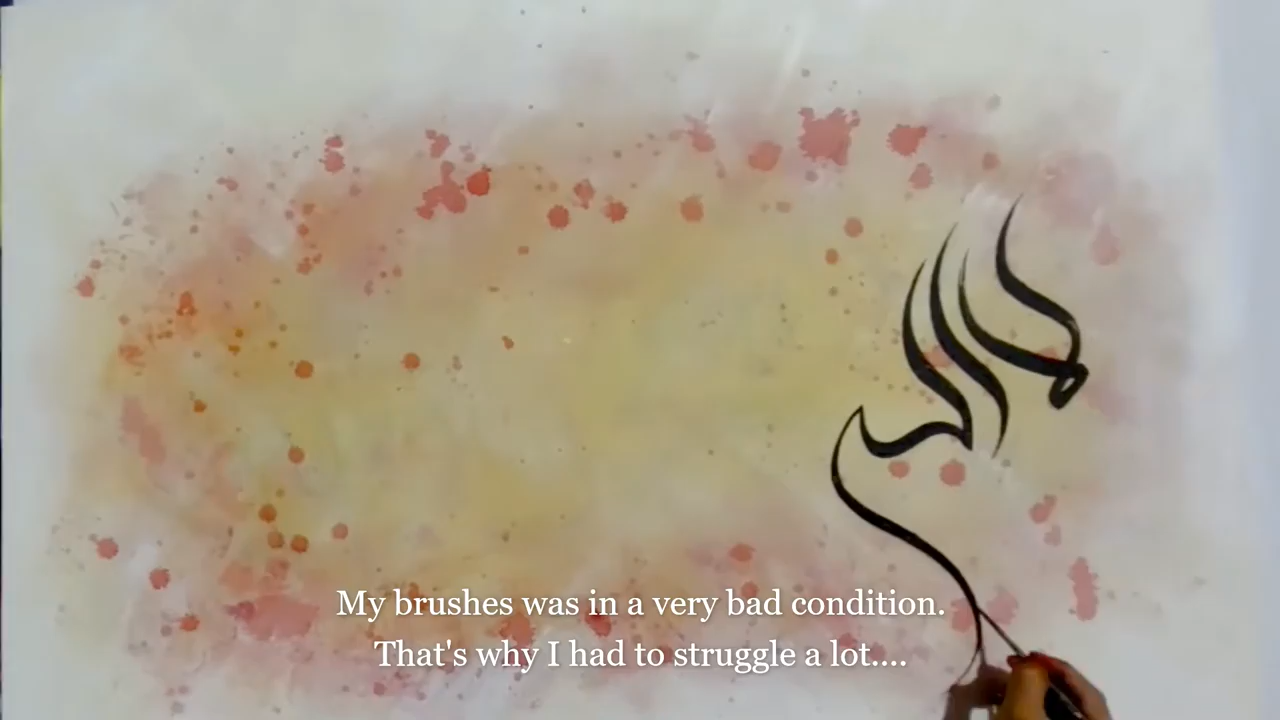 My brushes was in a very bad condition.
That's why I had to struggle a lot....